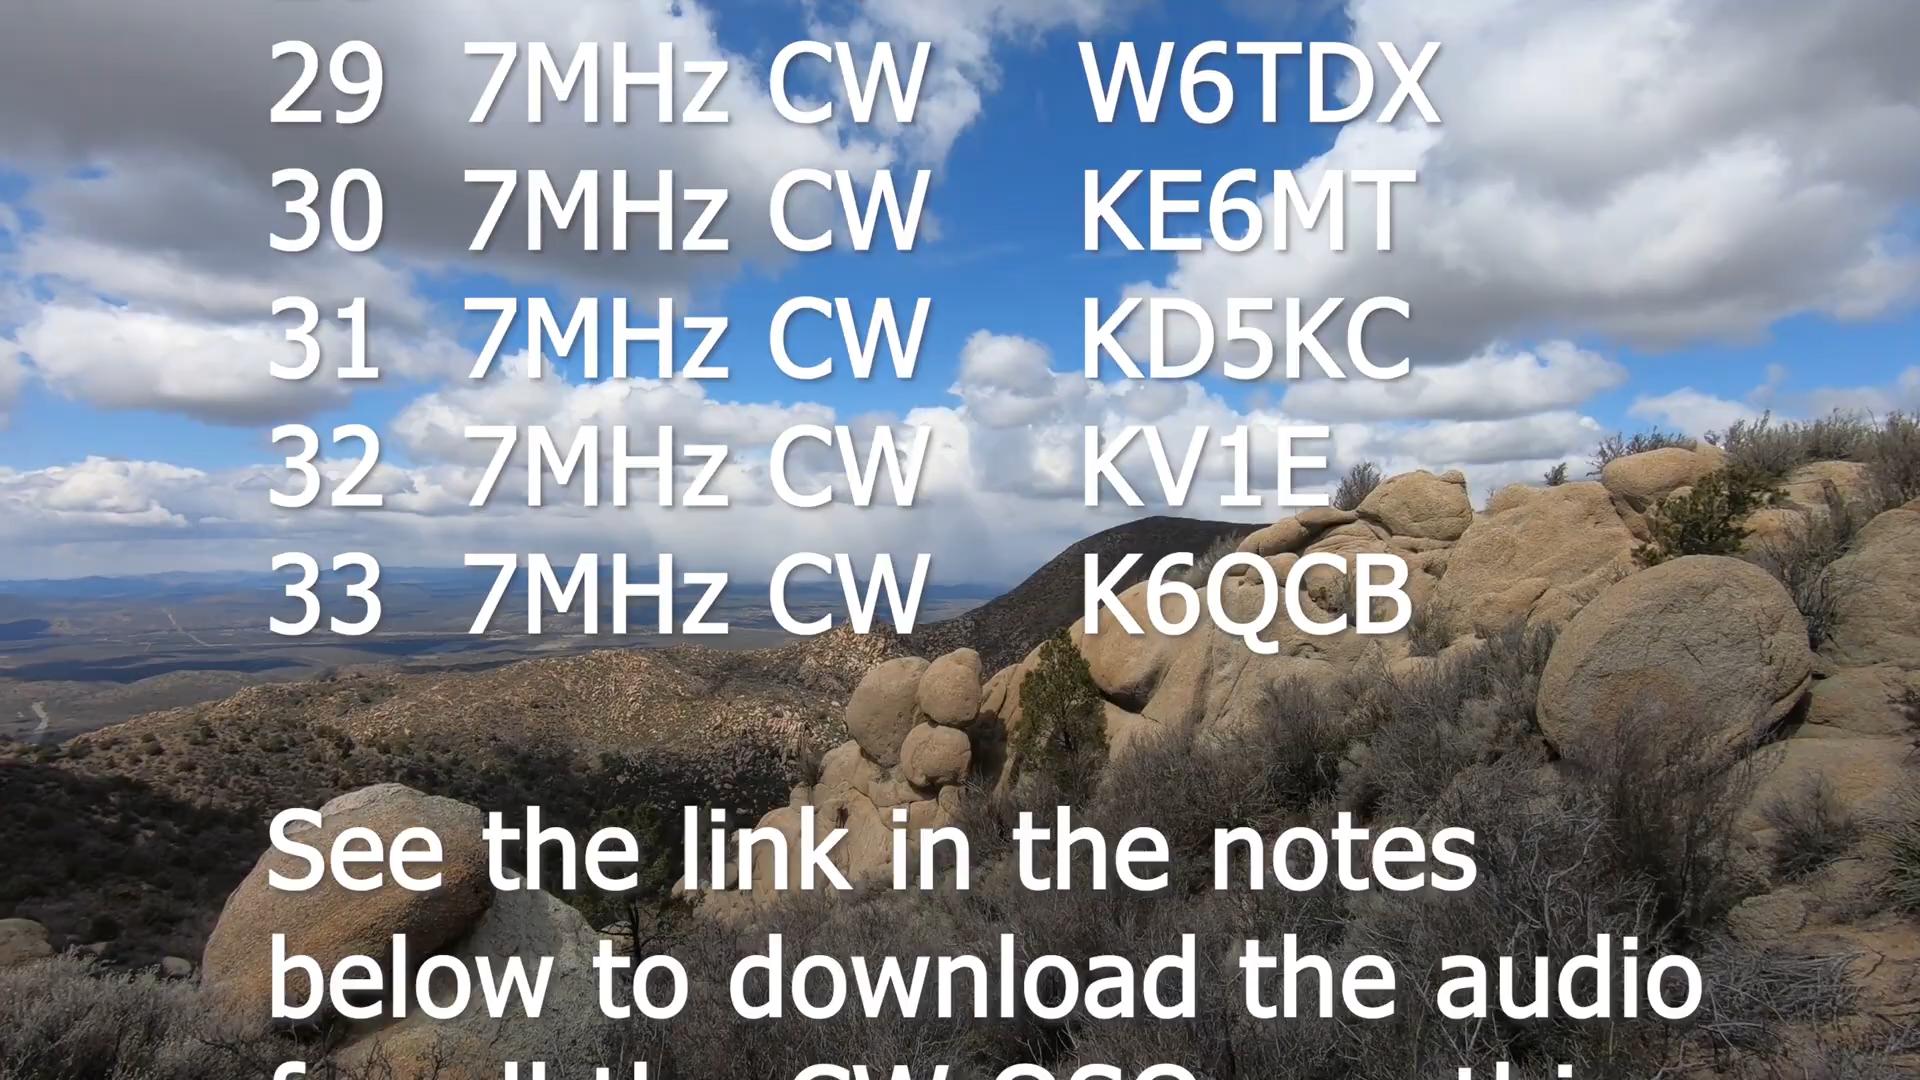 29 7MHz CW W6TDX
30 7MHz CW KE6MT
31 7MHz CW KD5KC
32 7MHz CW KV1E
33 7MHz CW K6QCB
See the link in the notes
below to download the audio